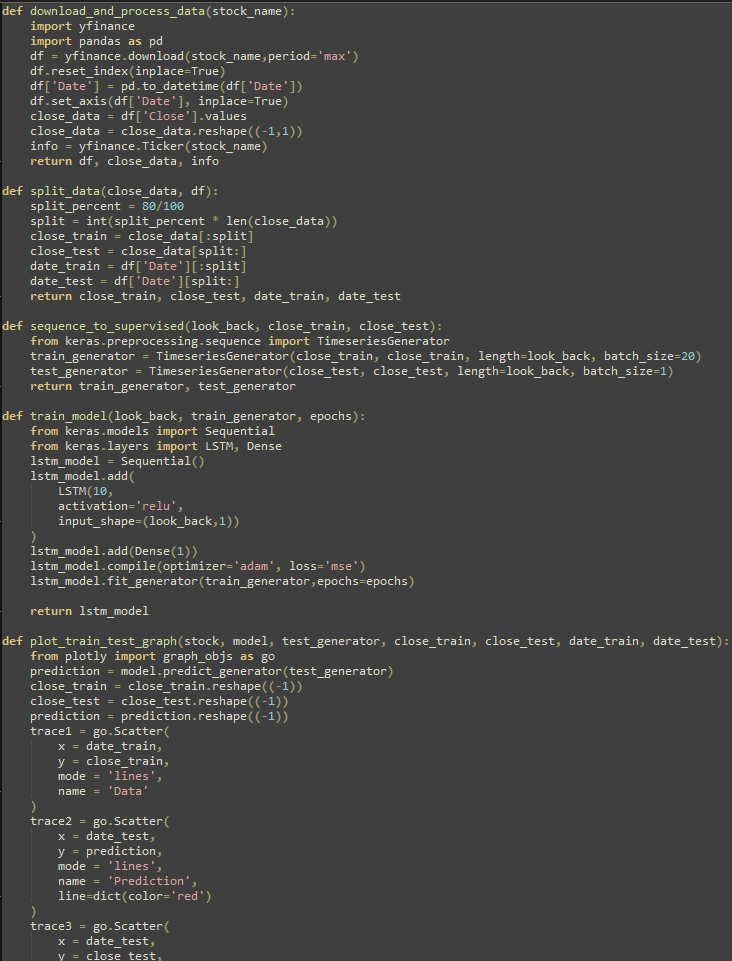 def download_and_process_data(stock_name):
    import yfinance
    import pandas as pd
    df = yfinance.download(stock_name,period='max')
    df.reset_index(inplace=True)
    df['Date'] = pd.to_datetime(df['Date'])
    df.set_axis(df['Date'], inplace=True)
    close_data = df['Close'].values
    close_data = close_data.reshape((-1,1))
    info = yfinance.Ticker(stock_name)
    return df, close_data, info

def split_data(close_data, df):
    split_percent = 80/100
    split = int(split_percent * len(close_data))
    close_train = close_data[:split]
    close_test = close_data[split:]
    date_train = df['Date'][:split]
    date_test = df['Date'][split:]
    return close_train, close_test, date_train, date_test

def sequence_to_supervised(look_back, close_train, close_test):
    from keras.preprocessing.sequence import TimeseriesGenerator
    train_generator = TimeseriesGenerator(close_train, close_train, length=look_back, batch_size=20)
    test_generator = TimeseriesGenerator(close_test, close_test, length=look_back, batch_size=1)
    return train_generator, test_generator

def train_model(look_back, train_generator, epochs):
    from keras.models import Sequential
    from keras.layers import LSTM, Dense
    lstm_model = Sequential()
    lstm_model.add(
        LSTM(10,
        activation='relu',
        input_shape=(look_back,1))
    )
    lstm_model.add(Dense(1))
    lstm_model.compile(optimizer='adam', loss='mse')
    lstm_model.fit_generator(train_generator,epochs=epochs)

    return lstm_model

def plot_train_test_graph(stock, model, test_generator, close_train, close_test, date_train, date_test):
    from plotly import graph_objs as go
    prediction = model.predict_generator(test_generator)
    close_train = close_train.reshape((-1))
    close_test = close_test.reshape((-1))
    prediction = prediction.reshape((-1))
    trace1 = go.Scatter(
        x = date_train,
        y = close_train,
        mode = 'lines',
        name = 'Data'
    )
    trace2 = go.Scatter(
        x = date_test,
        y = prediction,
        mode = 'lines',
        name = 'Prediction',
        line=dict(color='red')
    )
    trace3 = go.Scatter(
        x = date_test,
        y = close_test,